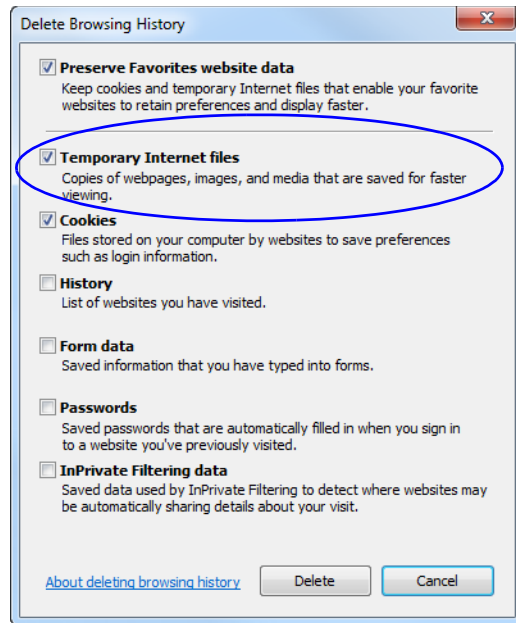 Delete Browsing History
Preserve Favorites website data
Keep cookies and temporary Internet files that enable your favorite
websites to retain preferences and display faster.
Temporary Internet files
Copies of webpages, images, and media that are saved for faster
viewing.
Cookies
Files stored on your computer by websites to save preferences
such as login information.
History
List of websites you have visited.
Form data
Saved information that you have typed into forms.
Passwords
Saved passwords that are automatically filled in when you sign in
to a website you've previously visited.
InPrivate Filtering data
Saved data used by InPrivate Filtering to detect where websites may
be automatically sharing details about your visit.
About deleting browsing history Delete Cancel